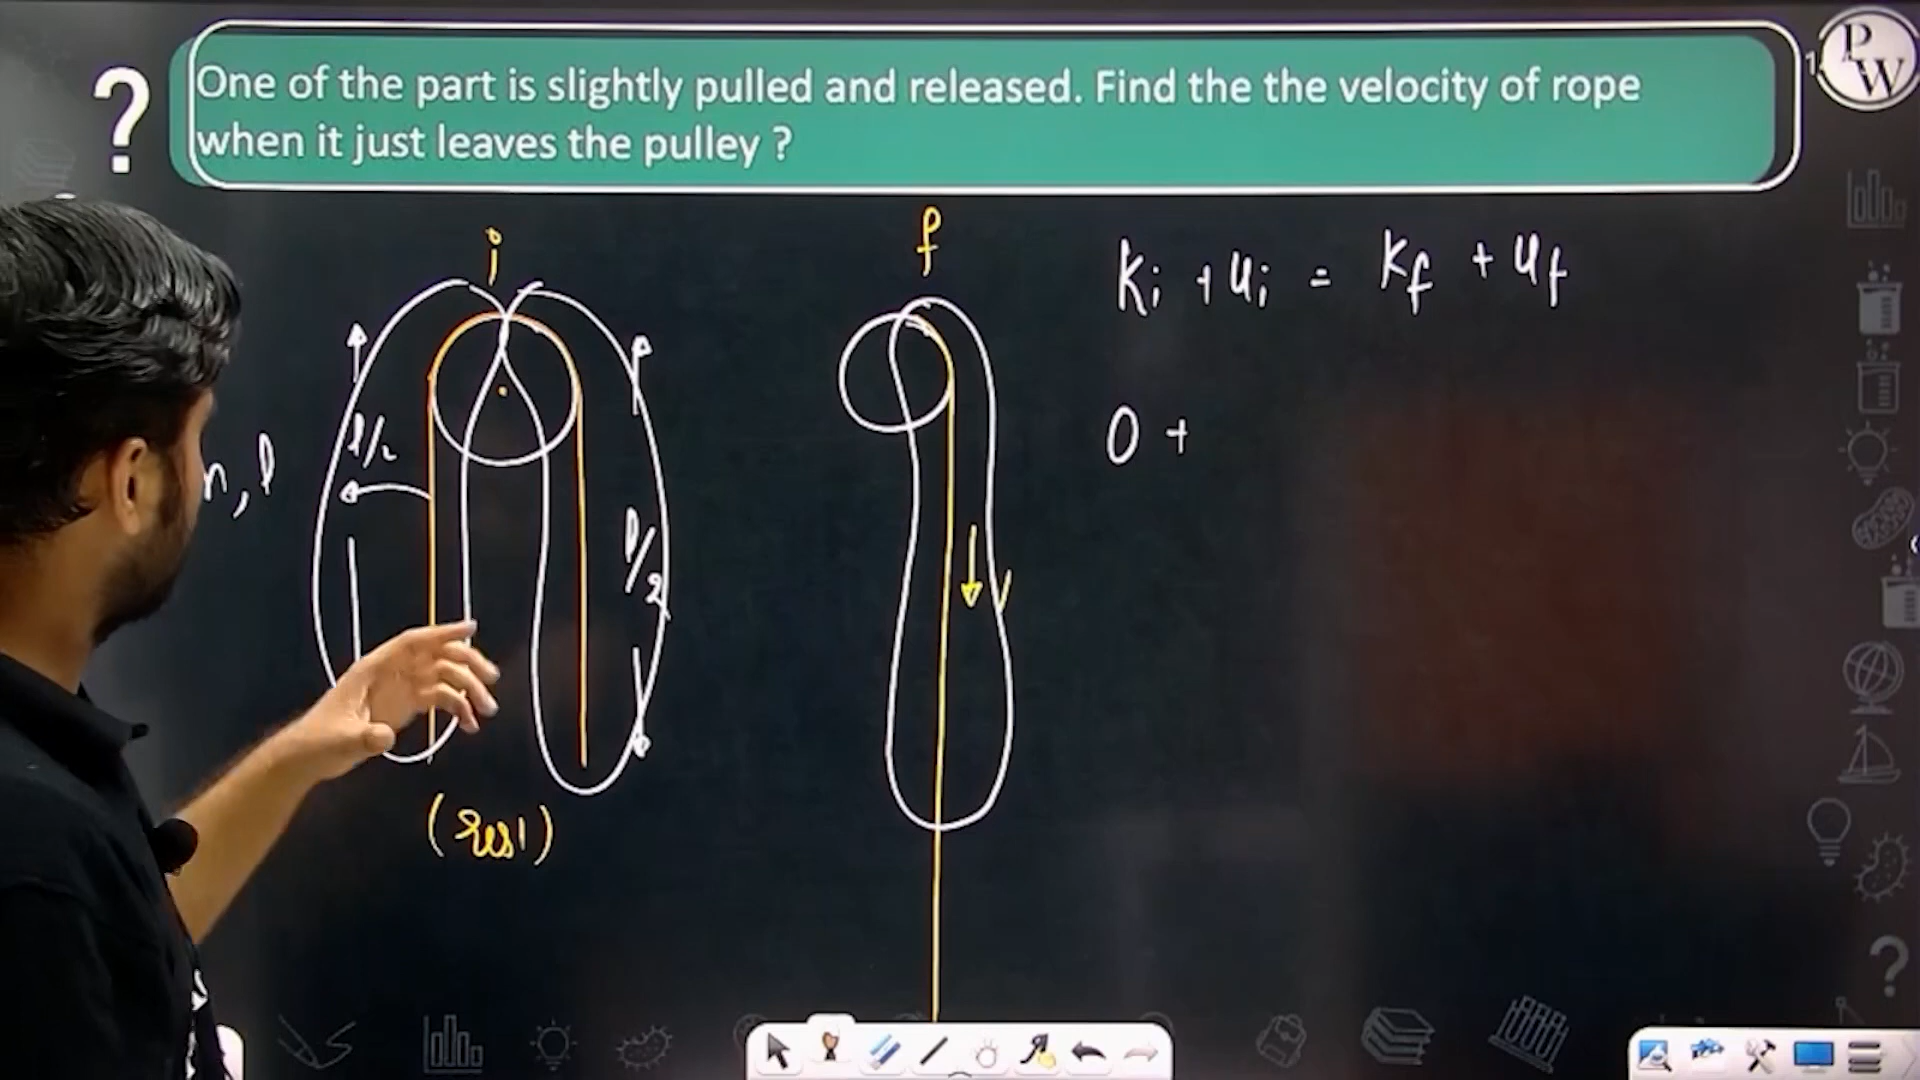 One of the part is slightly pulled and released. Find the the velocity of rope
when it just leaves the pulley ?
?
PW
i
f
Ki + Ui = Kf + Uf
0 +
l/2
, l
l/2
V
(rest)